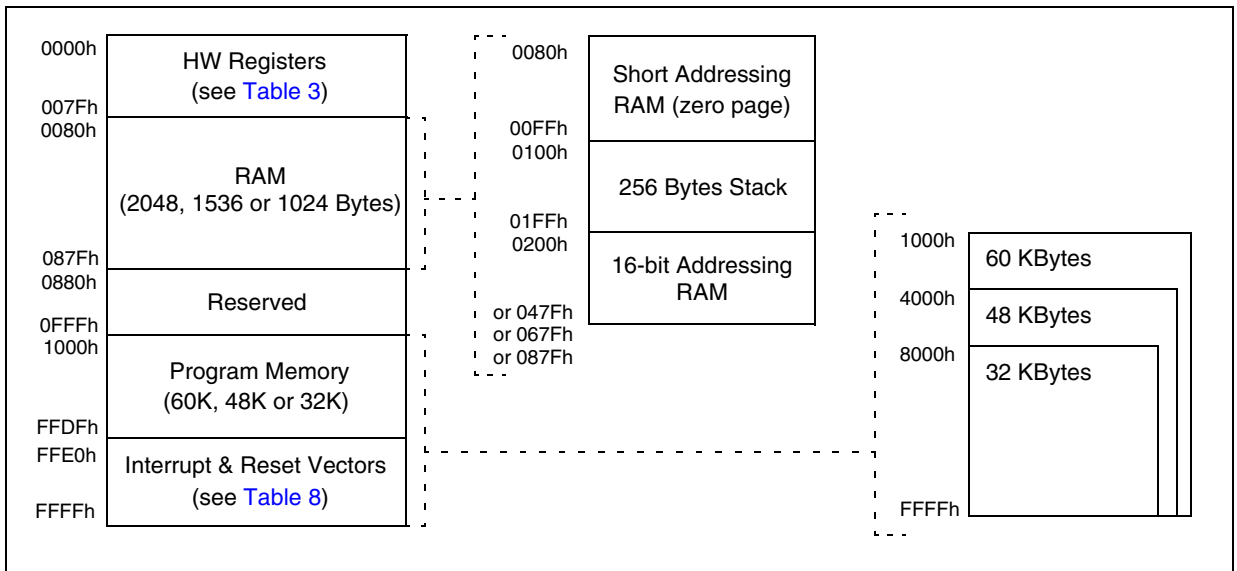 0000h
HW Registers
(see Table 3)
007Fh
0080h
RAM
(2048, 1536 or 1024 Bytes)
087Fh
0880h
Reserved
0FFFh
1000h
Program Memory
(60K, 48K or 32K)
FFDFh
FFE0h
Interrupt & Reset Vectors
(see Table 8)
FFFFh
0080h
Short Addressing
RAM (zero page)
00FFh
0100h
256 Bytes Stack
01FFh
0200h
16-bit Addressing
RAM
or 047Fh
or 067Fh
or 087Fh
1000h
60 KBytes
4000h
48 KBytes
8000h
32 KBytes
FFFFh